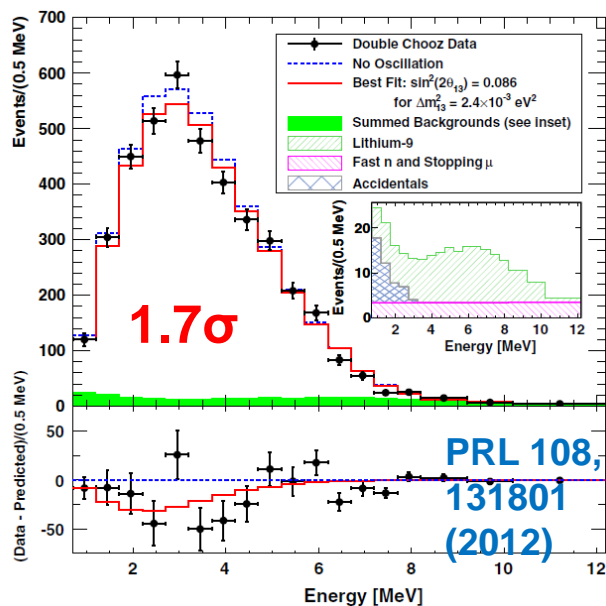 700
600
500
400
300
200
100
0
Events/(0.5 MeV)
Double Chooz Data
No Oscillation
Best Fit: sin²(2θ₁₃) = 0.086
for Δm²₁₃ = 2.4×10⁻³ eV²
Summed Backgrounds (see inset)
Lithium-9
Fast n and Stopping μ
Accidentals
Events/(0.5 MeV)
20
10
0
2 4 6 8 10 12
Energy [MeV]
1.7σ
(Data - Predicted)/(0.5 MeV)
50
0
-50
PRL 108,
131801
(2012)
2 4 6 8 10 12
Energy [MeV]